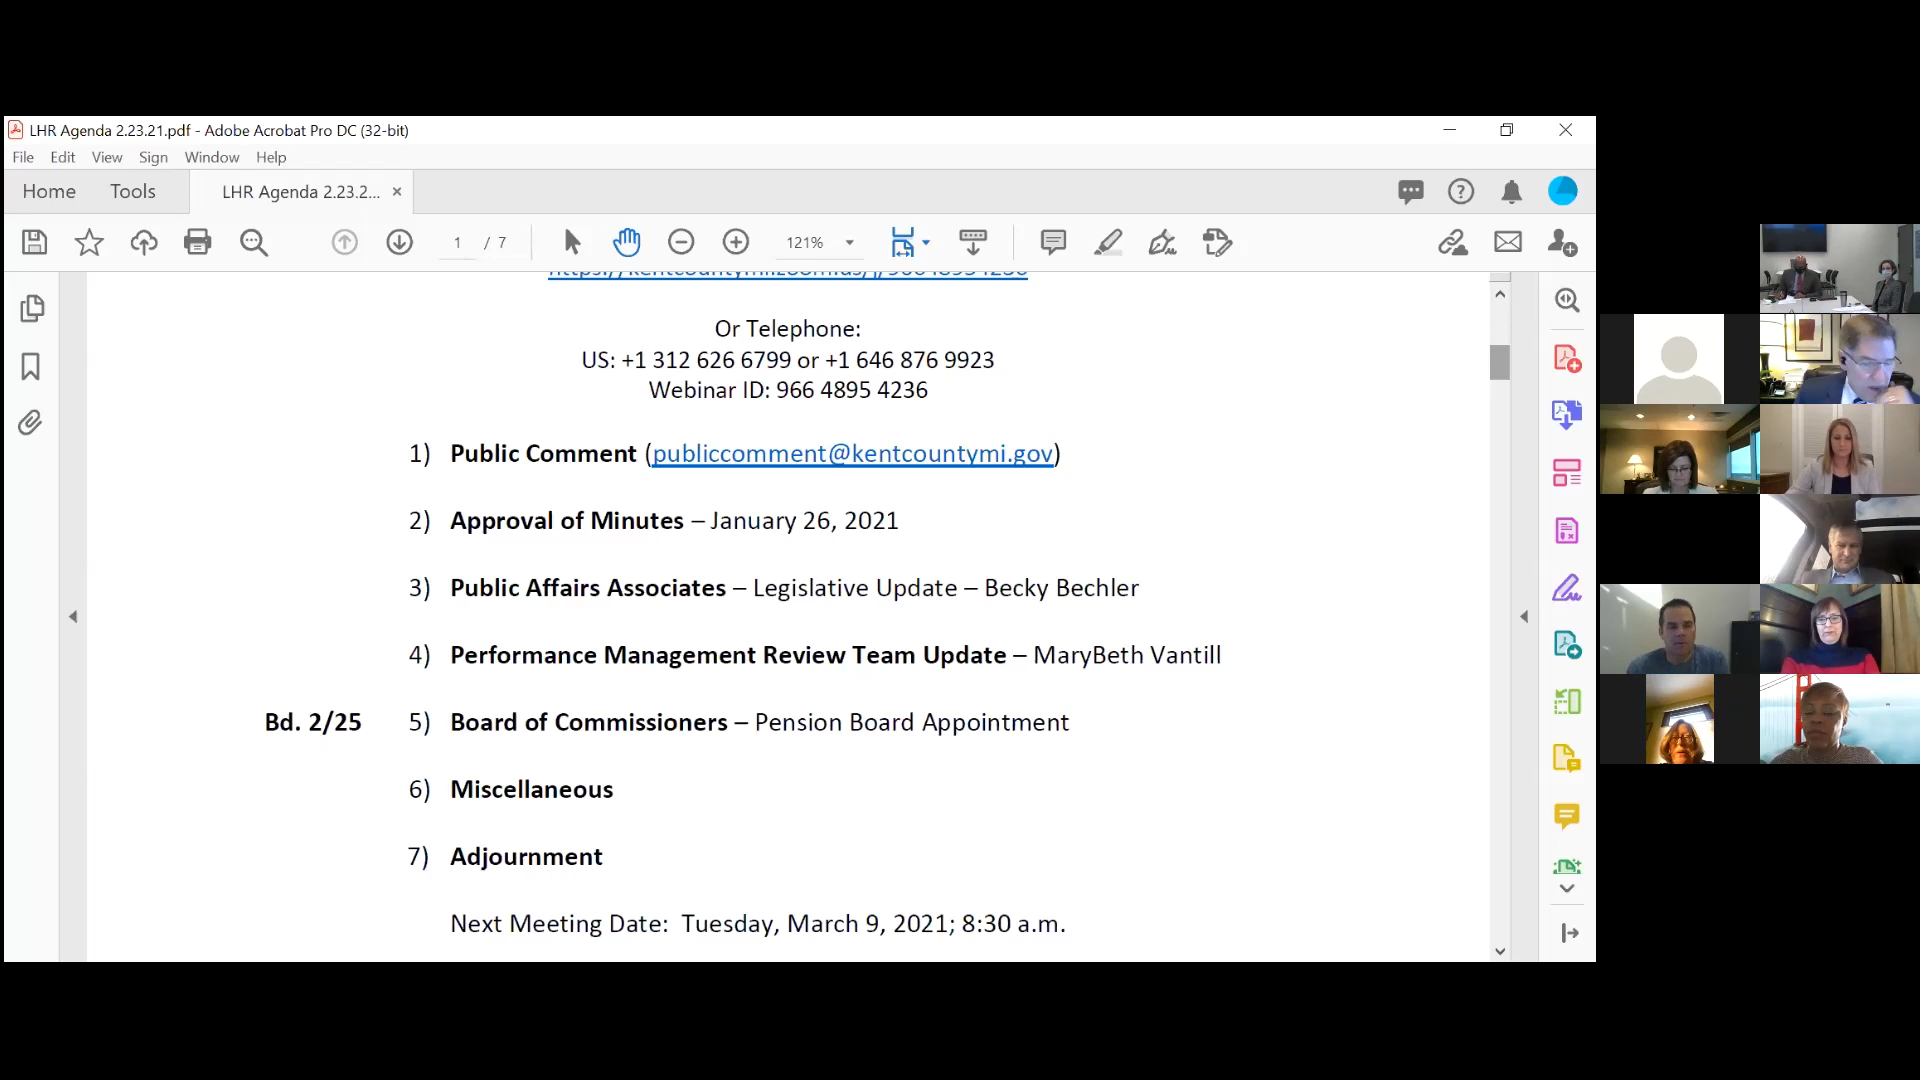 LHR Agenda 2.23.21.pdf - Adobe Acrobat Pro DC (32-bit)
File Edit View Sign Window Help
Home Tools LHR Agenda 2.23.2... ×
1 / 7 121%
Or Telephone:
US: +1 312 626 6799 or +1 646 876 9923
Webinar ID: 966 4895 4236
1) Public Comment (publiccomment@kentcountymi.gov)
2) Approval of Minutes – January 26, 2021
3) Public Affairs Associates – Legislative Update – Becky Bechler
4) Performance Management Review Team Update – MaryBeth Vantill
Bd. 2/25 5) Board of Commissioners – Pension Board Appointment
6) Miscellaneous
7) Adjournment
Next Meeting Date: Tuesday, March 9, 2021; 8:30 a.m.